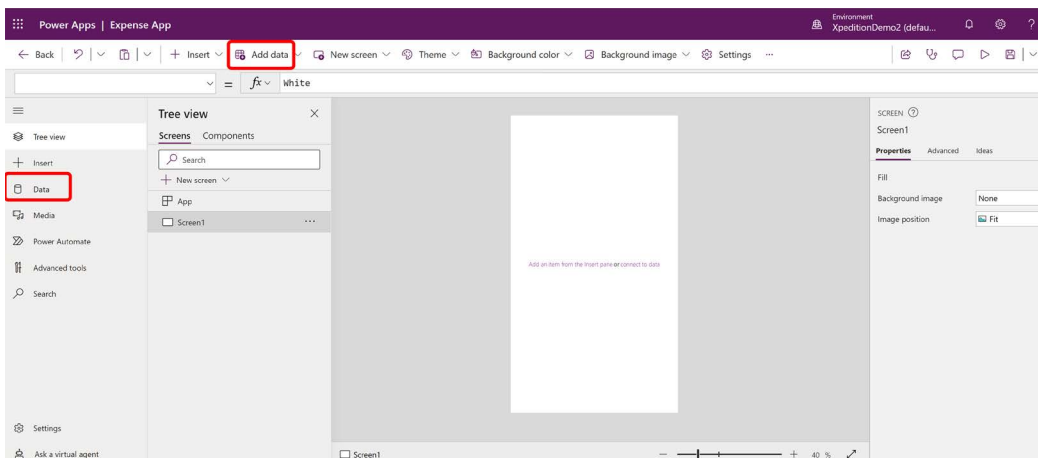 Power Apps | Expense App
Environment
XpeditionDemo2 (defau...
?
Back
Insert
Add data
New screen
Theme
Background color
Background image
Settings
...
= fx White
Tree view
Insert
Data
Media
Power Automate
Advanced tools
Search
Settings
Ask a virtual agent
Tree view
Screens Components
Search
New screen
App
Screen1 ...
Add an item from the Insert pane or connect to data
Screen1
40 %
SCREEN ?
Screen1
Properties Advanced Ideas
Fill
Background image None
Image position Fit